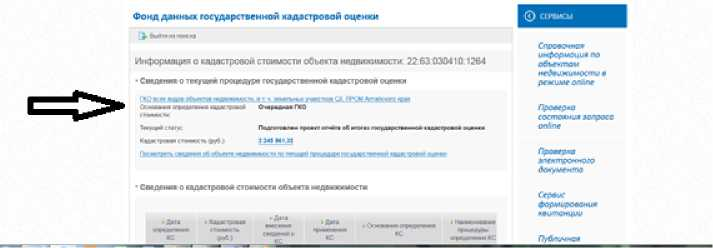 Фонд данных государственной кадастровой оценки
Выйти из поиска
Информация о кадастровой стоимости объекта недвижимости: 22:63:030410:1264
Сведения о текущей процедуре государственной кадастровой оценки
ГКО всех видов объектов недвижимости, в т. ч. земельных участков СХ, ПРОМ Алтайского края
Основания определения кадастровой стоимости: Очередная ГКО
Текущий статус: Подготовлен проект отчёта об итогах государственной кадастровой оценки
Кадастровая стоимость (руб.)
Посмотреть сведения об объекте недвижимости по текущей процедуре государственной кадастровой оценки
Сведения о кадастровой стоимости объекта недвижимости
Дата определения КС
Кадастровая стоимость (руб.)
Дата внесения сведений о КС
Дата применения КС
Основания определения КС
Наименование процедуры определения КС
СЕРВИСЫ
Справочная
информация по
объектам
недвижимости в
режиме online
Проверка
состояния запроса
online
Проверка
электронного
документа
Сервис
формирования
квитанции
Публичная